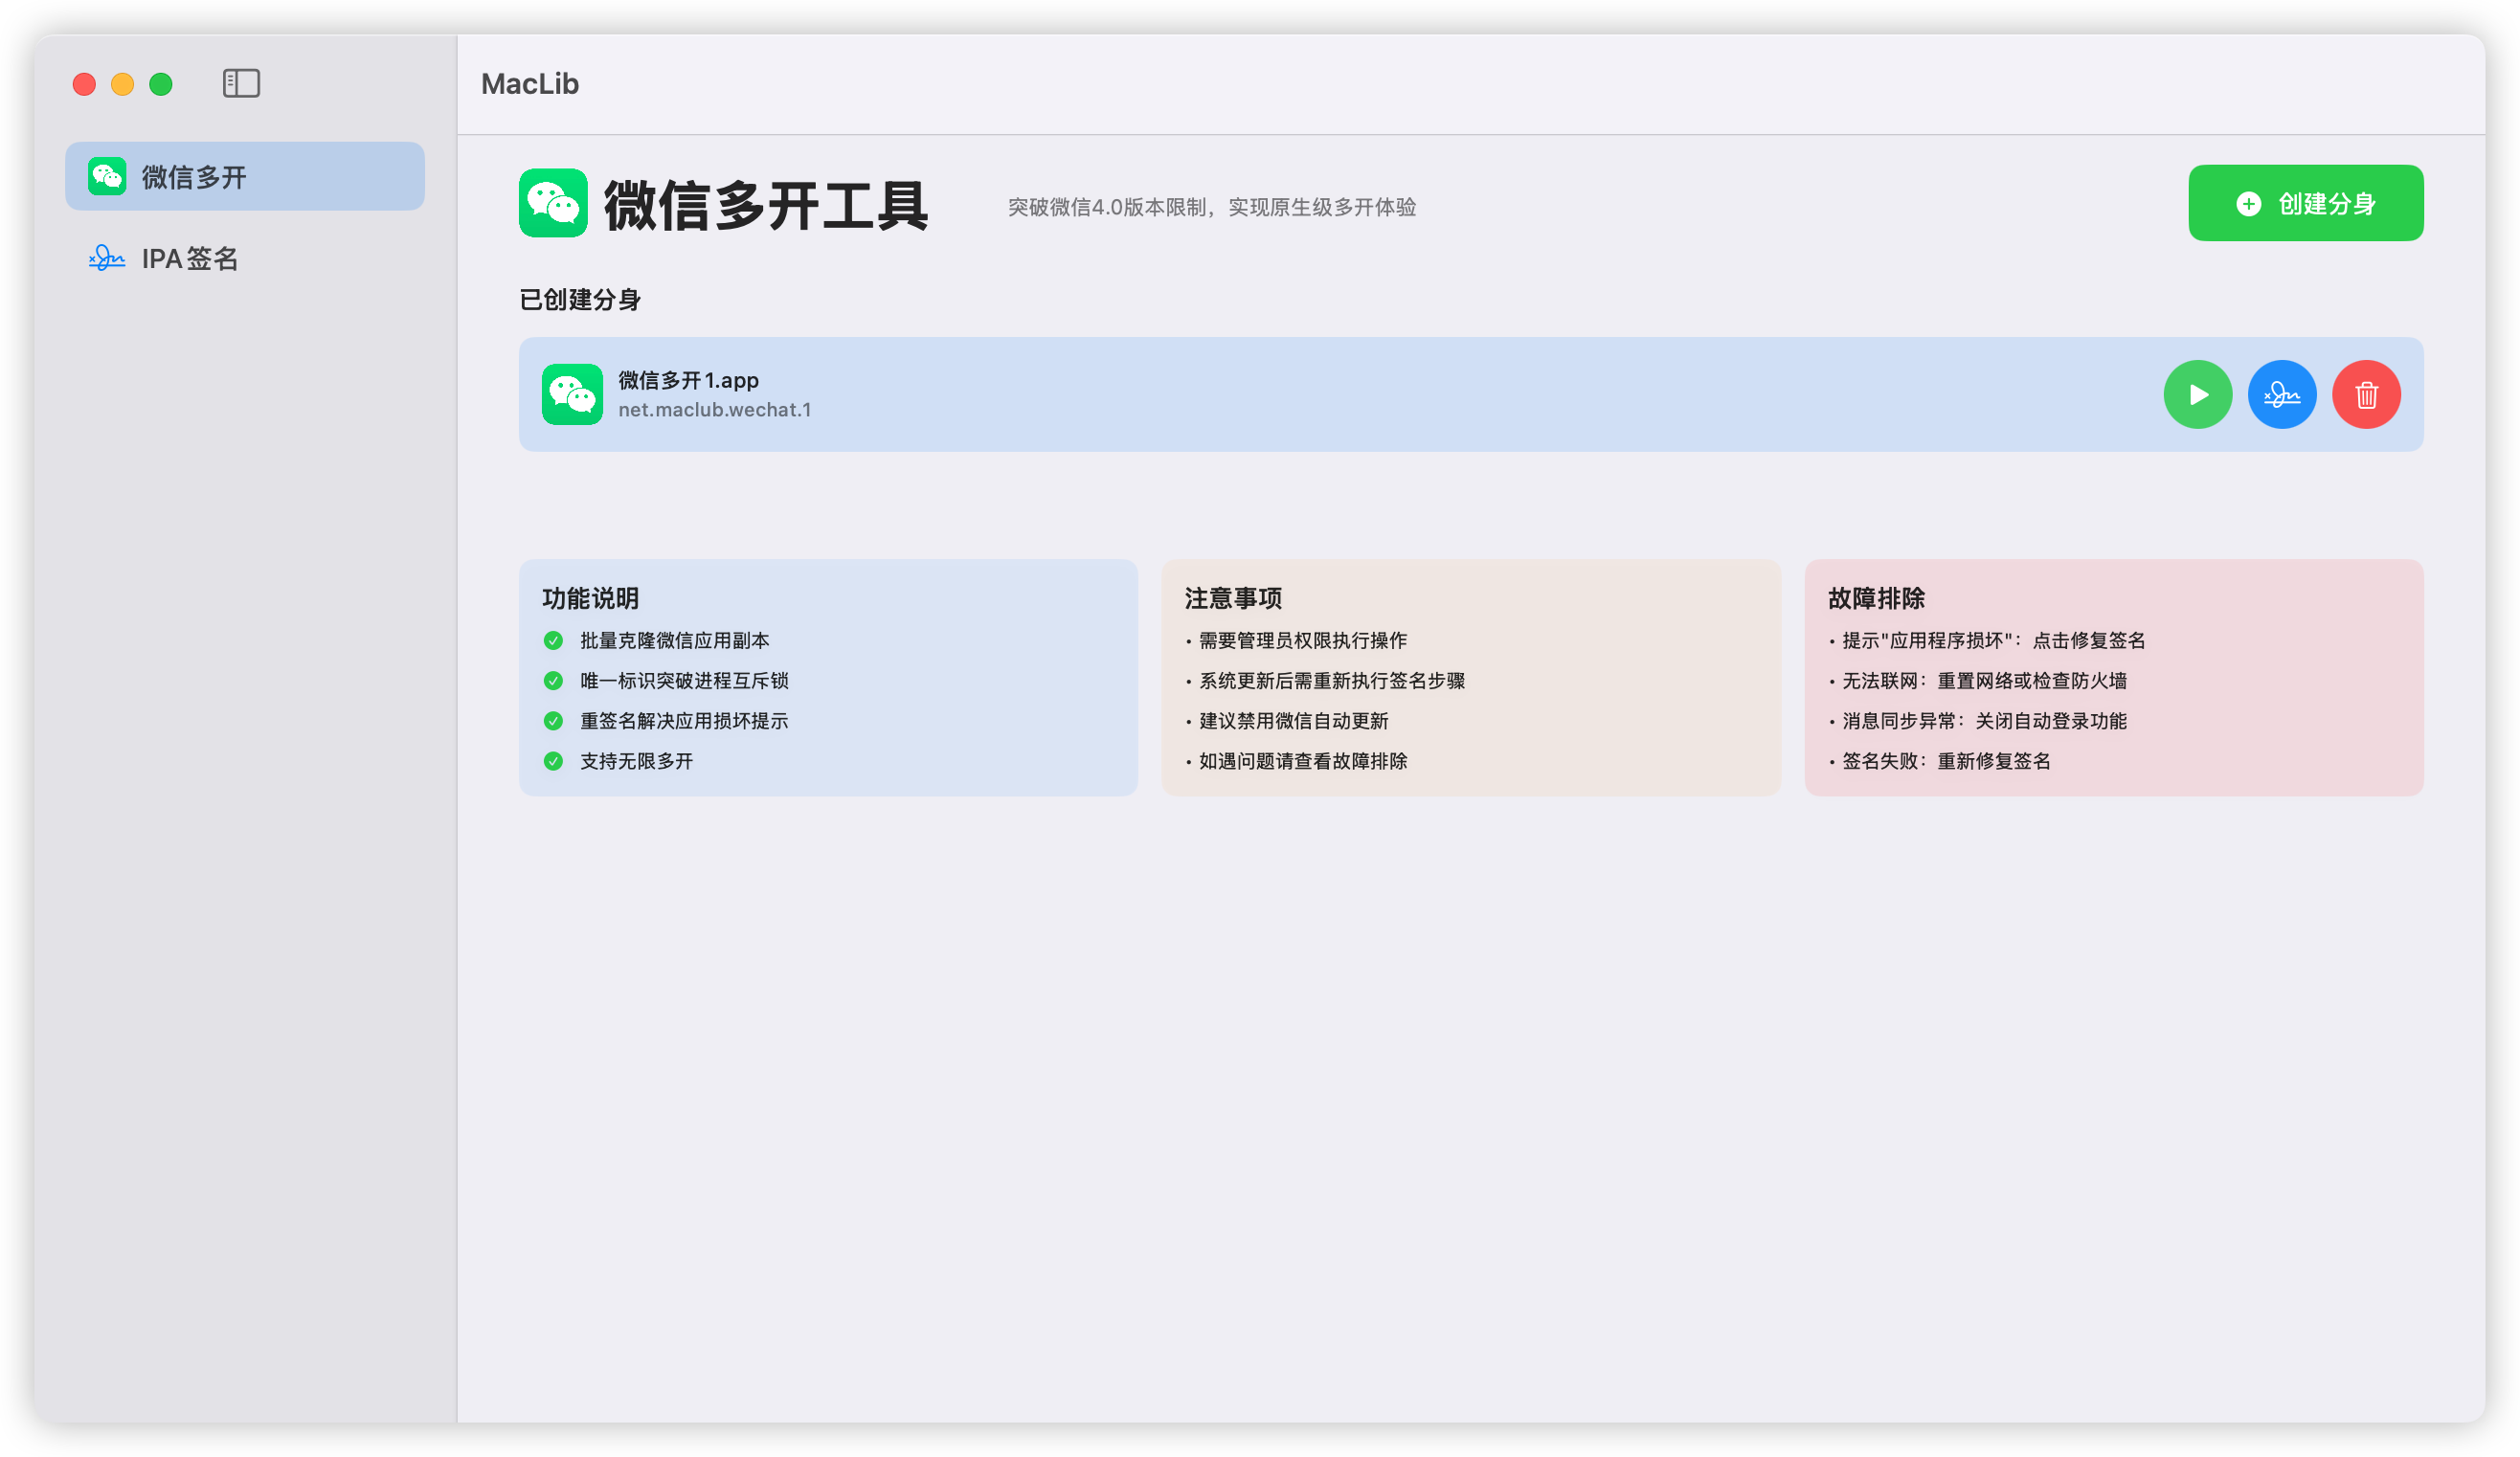 MacLib
微信多开
IPA 签名
微信多开工具
突破微信4.0版本限制，实现原生级多开体验
创建分身
已创建分身
微信多开1.app
net.maclub.wechat.1
功能说明
批量克隆微信应用副本
唯一标识突破进程互斥锁
重签名解决应用损坏提示
支持无限多开
注意事项
• 需要管理员权限执行操作
• 系统更新后需重新执行签名步骤
• 建议禁用微信自动更新
• 如遇问题请查看故障排除
故障排除
• 提示"应用程序损坏"：点击修复签名
• 无法联网：重置网络或检查防火墙
• 消息同步异常：关闭自动登录功能
• 签名失败：重新修复签名